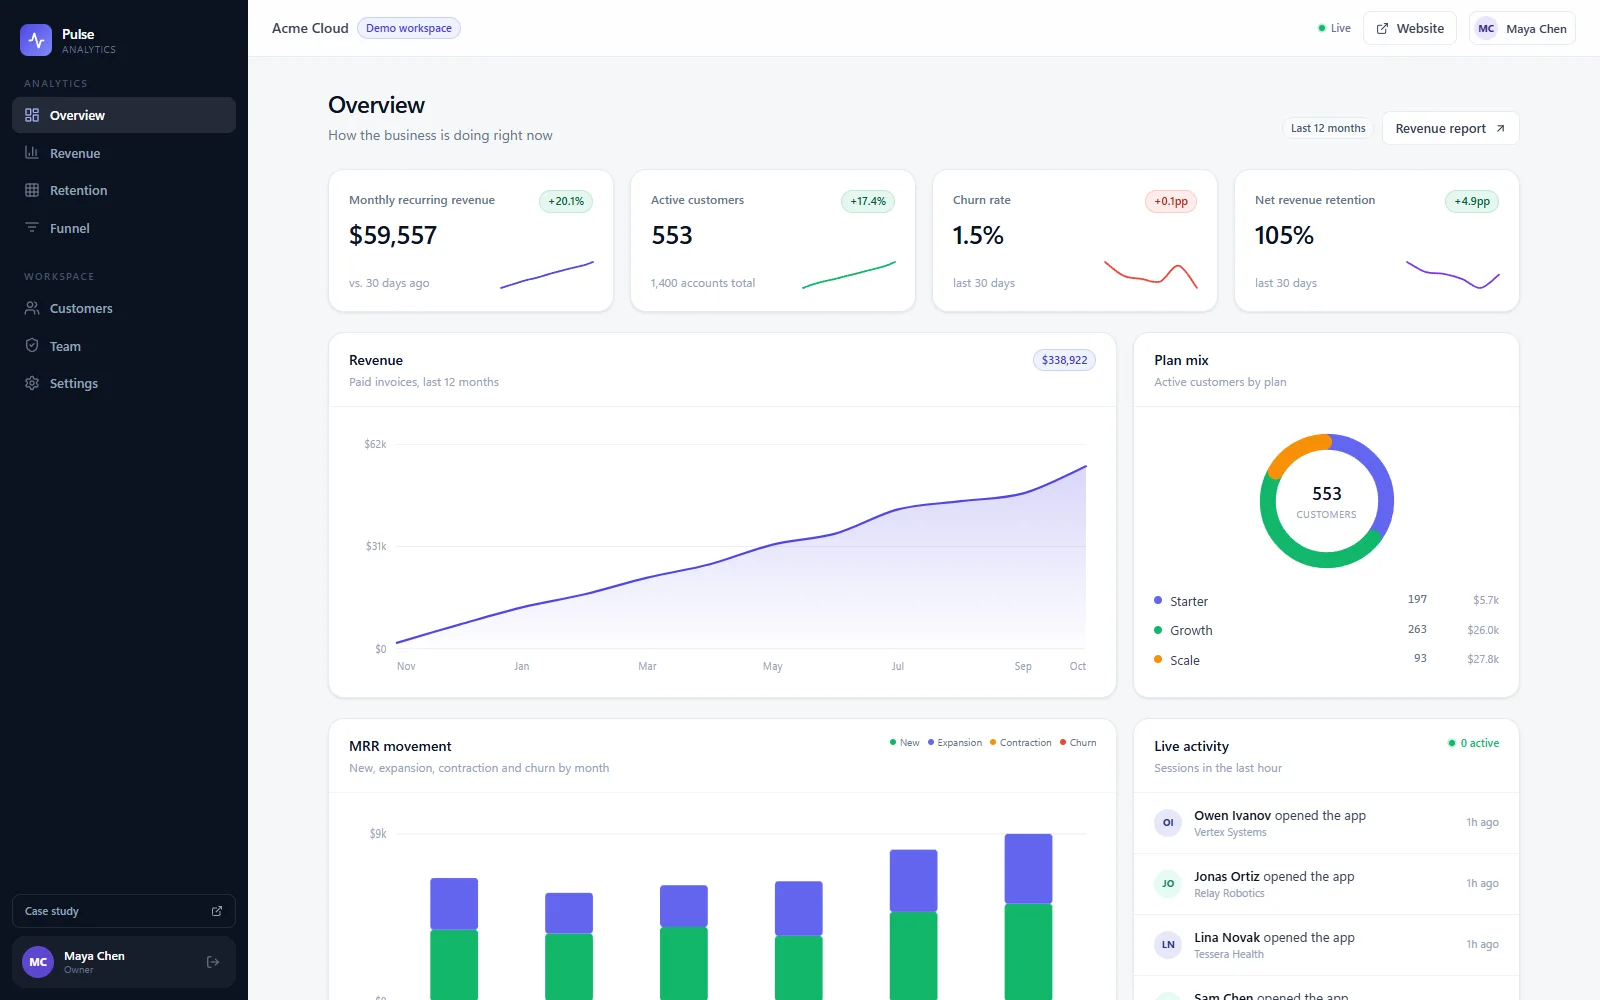 Pulse
ANALYTICS
ANALYTICS
Overview
Revenue
Retention
Funnel
WORKSPACE
Customers
Team
Settings
Case study
MC
Maya Chen
Owner
Acme Cloud
Demo workspace
Live
Website
MC
Maya Chen
Overview
How the business is doing right now
Last 12 months
Revenue report
Monthly recurring revenue
+20.1%
$59,557
vs. 30 days ago
Active customers
+17.4%
553
1,400 accounts total
Churn rate
+0.1pp
1.5%
last 30 days
Net revenue retention
+4.9pp
105%
last 30 days
Revenue
$338,922
Paid invoices, last 12 months
$62k
$31k
$0
Nov Jan Mar May Jul Sep Oct
Plan mix
Active customers by plan
553
CUSTOMERS
Starter 197 $5.7k
Growth 263 $26.0k
Scale 93 $27.8k
MRR movement
New Expansion Contraction Churn
New, expansion, contraction and churn by month
$9k
Live activity
0 active
Sessions in the last hour
OI
Owen Ivanov opened the app
1h ago
Vertex Systems
JO
Jonas Ortiz opened the app
1h ago
Relay Robotics
LN
Lina Novak opened the app
1h ago
Tessera Health
Sam Chen opened the app